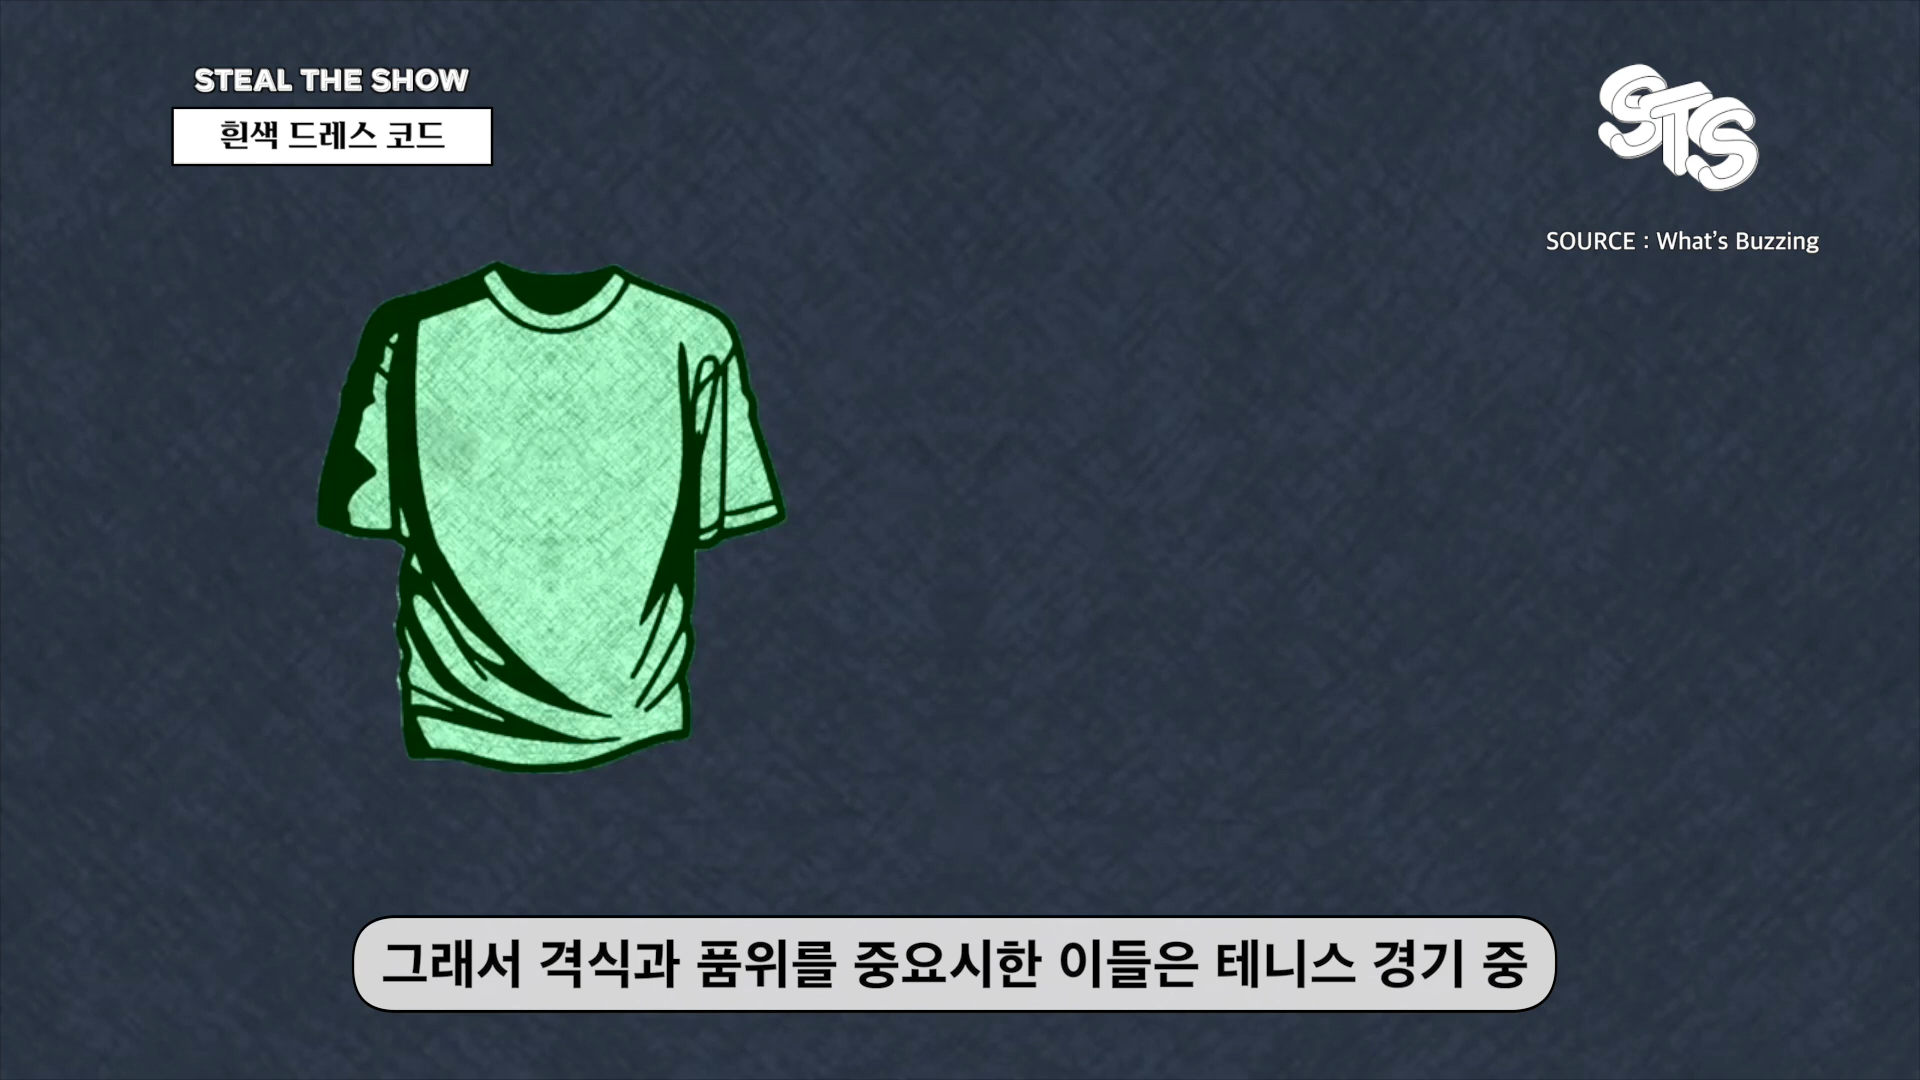 STEAL THE SHOW
흰색 드레스 코드
STS
SOURCE : What's Buzzing
그래서 격식과 품위를 중요시한 이들은 테니스 경기 중